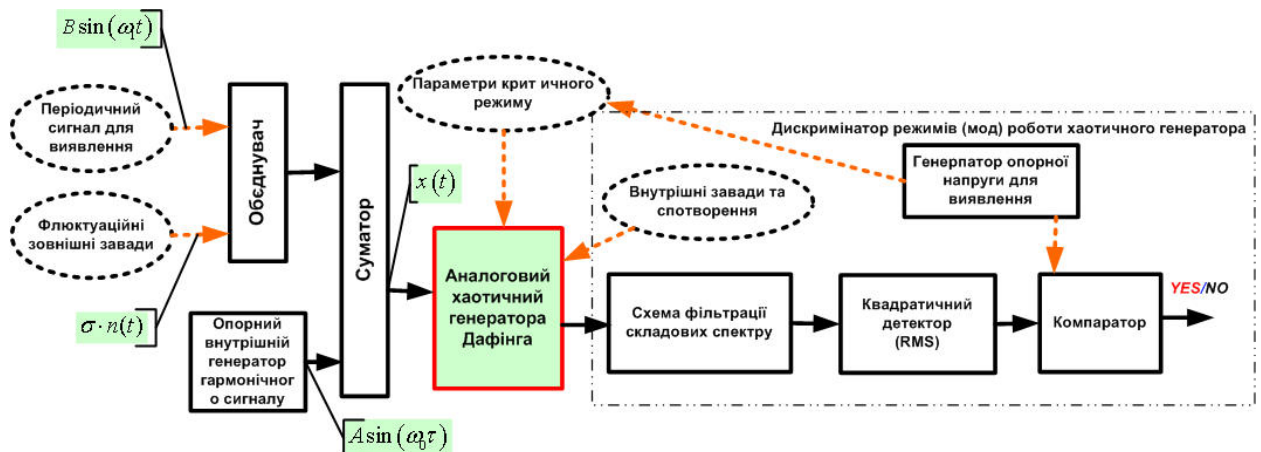 B sin (ω₁t)
Періодичний
сигнал для
виявлення
Флюктуаційні
зовнішні завади
σ· n(t)
Обєднувач
Опорний
внутрішній
генератор
гармонічног
о сигналу
A sin (ω₀τ)
Суматор
x(t)
Параметри крит ичного
режиму
Аналоговий
хаотичний
генератора
Дафінга
Внутрішні завади та
спотворення
Дискримінатор режимів (мод) роботи хаотичного генератора
Генерпатор опорної
напруги для
виявлення
Схема фільтрації
складових спектру
Квадратичний
детектор
(RMS)
Компаратор
YES/NO